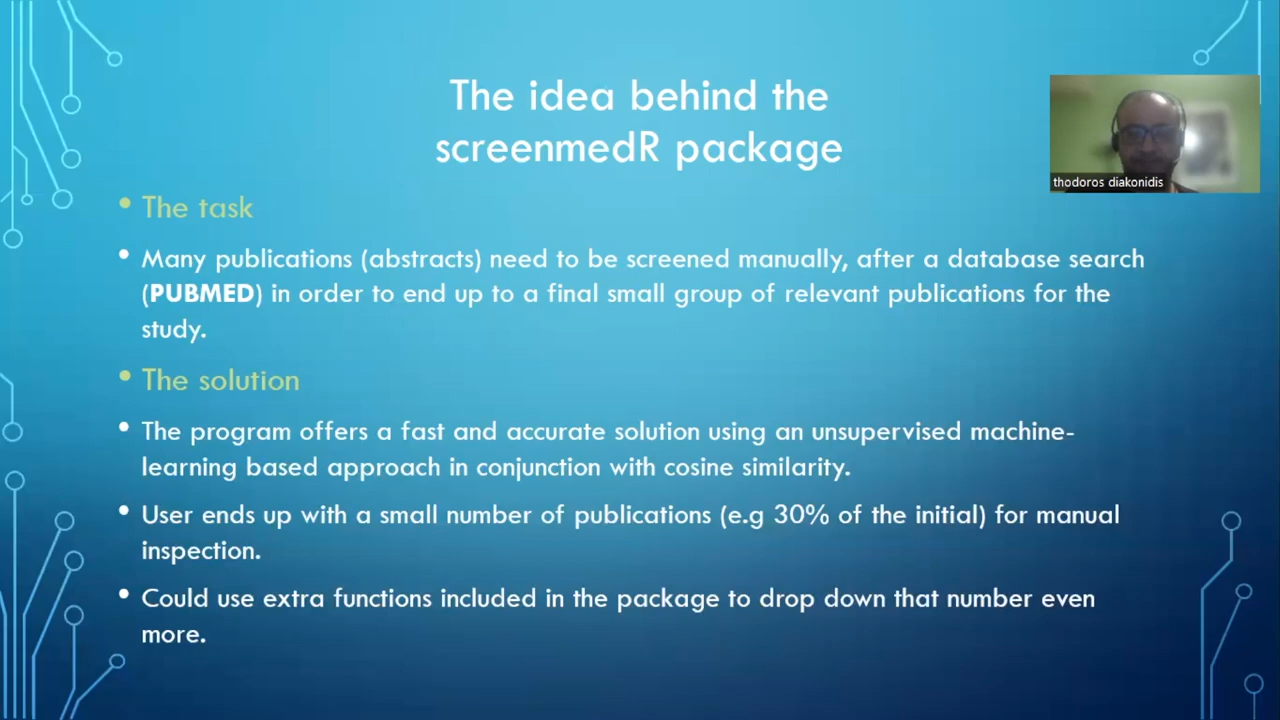 The idea behind the
screenmedR package
thodoros diakonidis
• The task
• Many publications (abstracts) need to be screened manually, after a database search
(PUBMED) in order to end up to a final small group of relevant publications for the
study.
• The solution
• The program offers a fast and accurate solution using an unsupervised machine-
learning based approach in conjunction with cosine similarity.
• User ends up with a small number of publications (e.g 30% of the initial) for manual
inspection.
• Could use extra functions included in the package to drop down that number even
more.